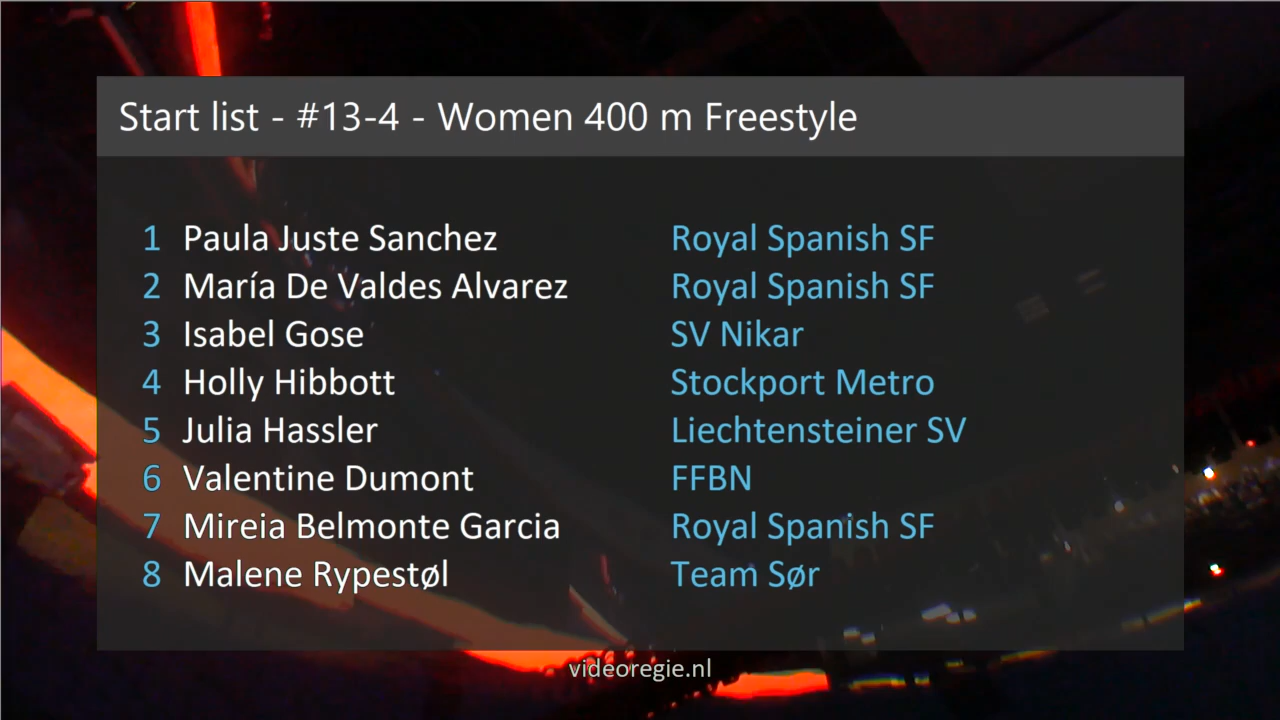 Start list - #13-4 - Women 400 m Freestyle
1 Paula Juste Sanchez Royal Spanish SF
2 María De Valdes Alvarez Royal Spanish SF
3 Isabel Gose SV Nikar
4 Holly Hibbott Stockport Metro
5 Julia Hassler Liechtensteiner SV
6 Valentine Dumont FFBN
7 Mireia Belmonte Garcia Royal Spanish SF
8 Malene Rypestøl Team Sør
videoregie.nl